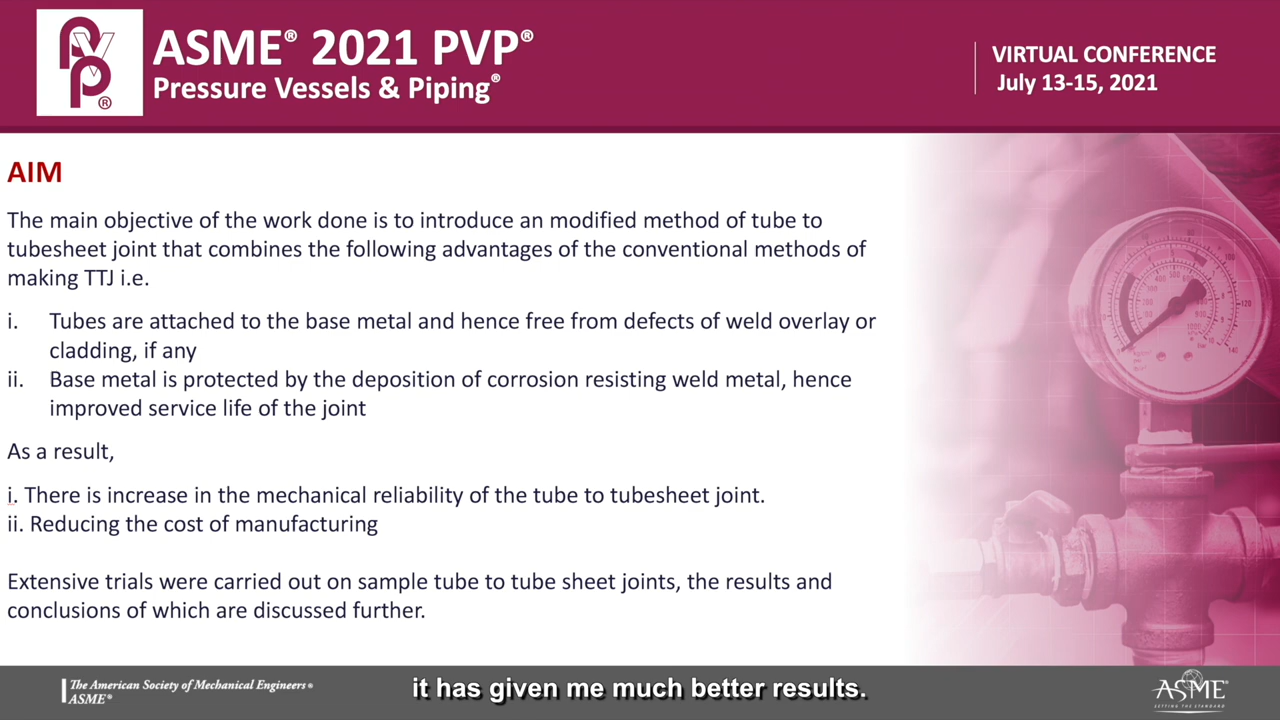 ASME® 2021 PVP®
Pressure Vessels & Piping®
VIRTUAL CONFERENCE
July 13-15, 2021
AIM
The main objective of the work done is to introduce an modified method of tube to
tubesheet joint that combines the following advantages of the conventional methods of
making TTJ i.e.
i. Tubes are attached to the base metal and hence free from defects of weld overlay or
cladding, if any
ii. Base metal is protected by the deposition of corrosion resisting weld metal, hence
improved service life of the joint
As a result,
i. There is increase in the mechanical reliability of the tube to tubesheet joint.
ii. Reducing the cost of manufacturing
Extensive trials were carried out on sample tube to tube sheet joints, the results and
conclusions of which are discussed further.
The American Society of Mechanical Engineers®
ASME®
it has given me much better results.
ASME®
SETTING THE STANDARD